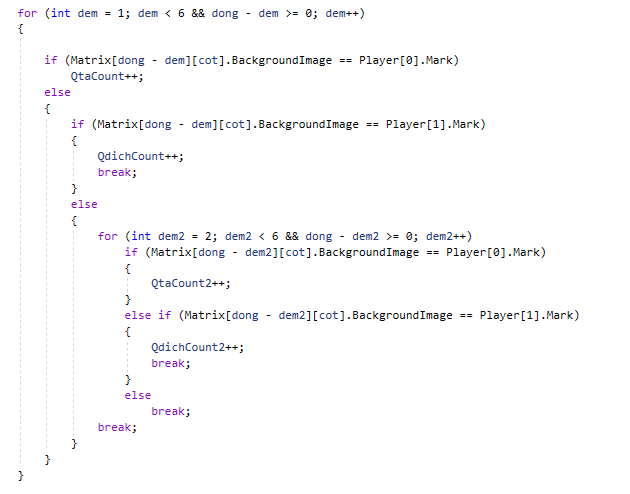 for (int dem = 1; dem < 6 && dong - dem >= 0; dem++)
{
if (Matrix[dong - dem][cot].BackgroundImage == Player[0].Mark)
QtaCount++;
else
{
if (Matrix[dong - dem][cot].BackgroundImage == Player[1].Mark)
{
QdichCount++;
break;
}
else
{
for (int dem2 = 2; dem2 < 6 && dong - dem2 >= 0; dem2++)
if (Matrix[dong - dem2][cot].BackgroundImage == Player[0].Mark)
{
QtaCount2++;
}
else if (Matrix[dong - dem2][cot].BackgroundImage == Player[1].Mark)
{
QdichCount2++;
break;
}
else
break;
break;
}
}
}